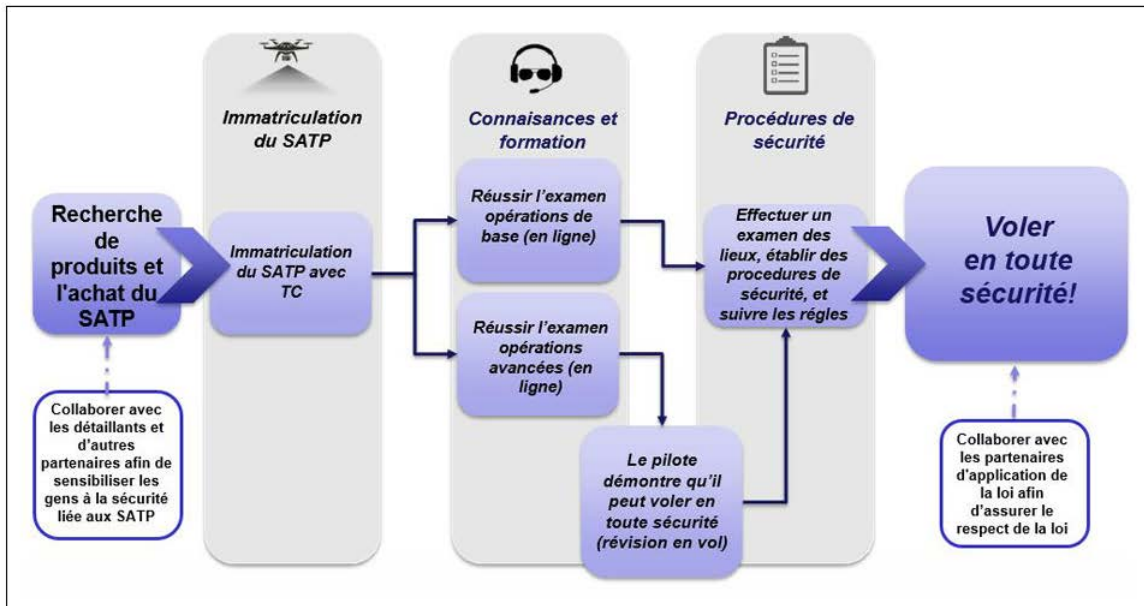 Immatriculation
du SATP
Connaisances et
formation
Procédures de
sécurité
Recherche
de
produits et
l'achat du
SATP
Immatriculation
du SATP avec
TC
Réussir l’examen
opérations de
base (en ligne)
Réussir l’examen
opérations
avancées (en
ligne)
Le pilote
démontre qu’il
peut voler en
toute sécurité
(révision en vol)
Effectuer un
examen des
lieux, établir des
procedures de
sécurité, et
suivre les régles
Voler
en toute
sécurité!
Collaborer avec
les détaillants et
d’autres
partenaires afin de
sensibiliser les
gens à la sécurité
liée aux SATP
Collaborer avec
les partenaires
d'application de
la loi afin
d’assurer le
respect de la loi